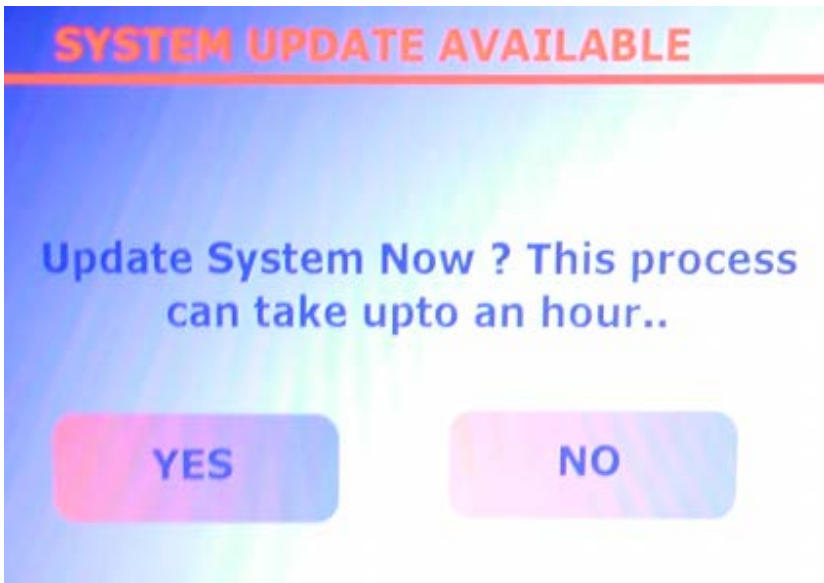 SYSTEM UPDATE AVAILABLE
Update System Now ? This process
can take upto an hour..
YES
NO